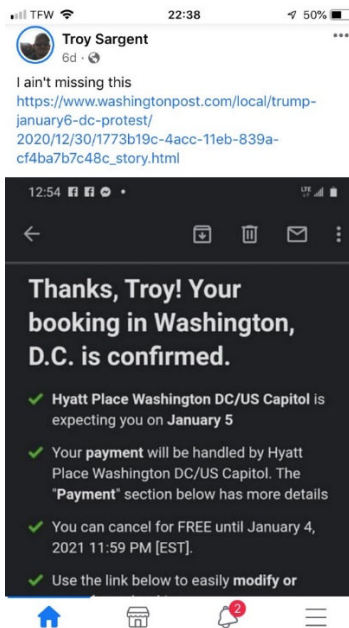 TFW 22:38 50%
Troy Sargent
6d ·
I ain't missing this
https://www.washingtonpost.com/local/trump-
january6-dc-protest/
2020/12/30/1773b19c-4acc-11eb-839a-
cf4ba7b7c48c_story.html
12:54 LTE
Thanks, Troy! Your
booking in Washington,
D.C. is confirmed.
Hyatt Place Washington DC/US Capitol is
expecting you on January 5
Your payment will be handled by Hyatt
Place Washington DC/US Capitol. The
"Payment" section below has more details
You can cancel for FREE until January 4,
2021 11:59 PM [EST].
Use the link below to easily modify or
2